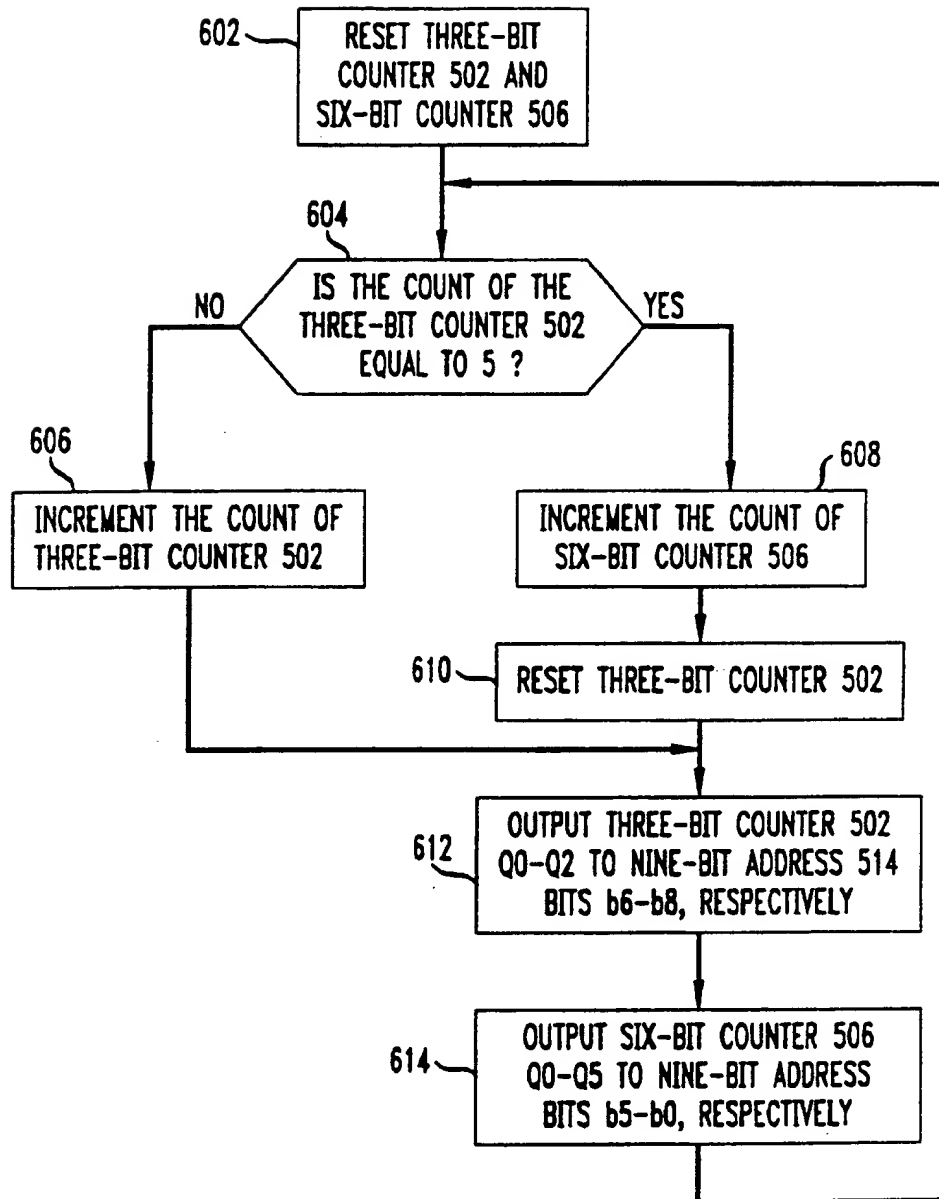 602
RESET THREE-BIT
COUNTER 502 AND
SIX-BIT COUNTER 506
604
IS THE COUNT OF THE
THREE-BIT COUNTER 502
EQUAL TO 5 ?
NO
YES
606
INCREMENT THE COUNT OF
THREE-BIT COUNTER 502
608
INCREMENT THE COUNT OF
SIX-BIT COUNTER 506
610
RESET THREE-BIT COUNTER 502
612
OUTPUT THREE-BIT COUNTER 502
Q0-Q2 TO NINE-BIT ADDRESS 514
BITS b6-b8, RESPECTIVELY
614
OUTPUT SIX-BIT COUNTER 506
Q0-Q5 TO NINE-BIT ADDRESS
BITS b5-b0, RESPECTIVELY